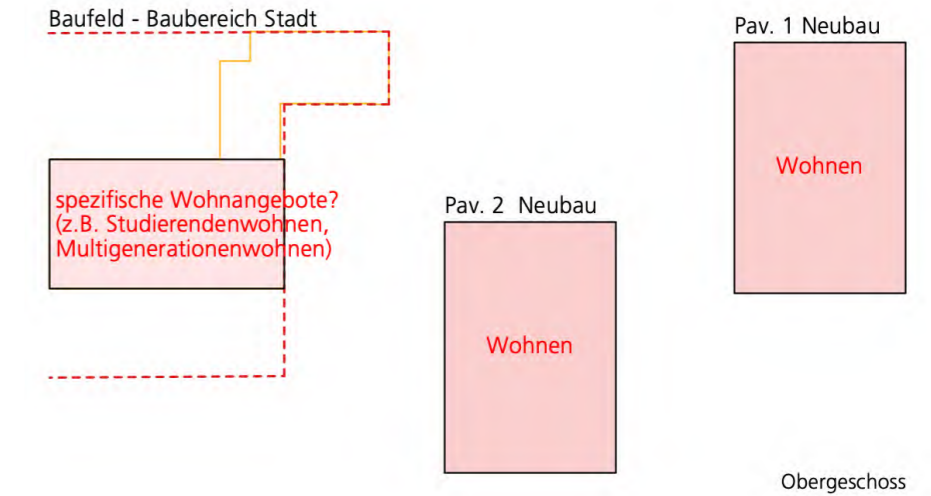 Baufeld - Baubereich Stadt
Pav. 1 Neubau
Wohnen
spezifische Wohnangebote?
(z.B. Studierendenwohnen,
Multigenerationenwohnen)
Pav. 2 Neubau
Wohnen
Obergeschoss